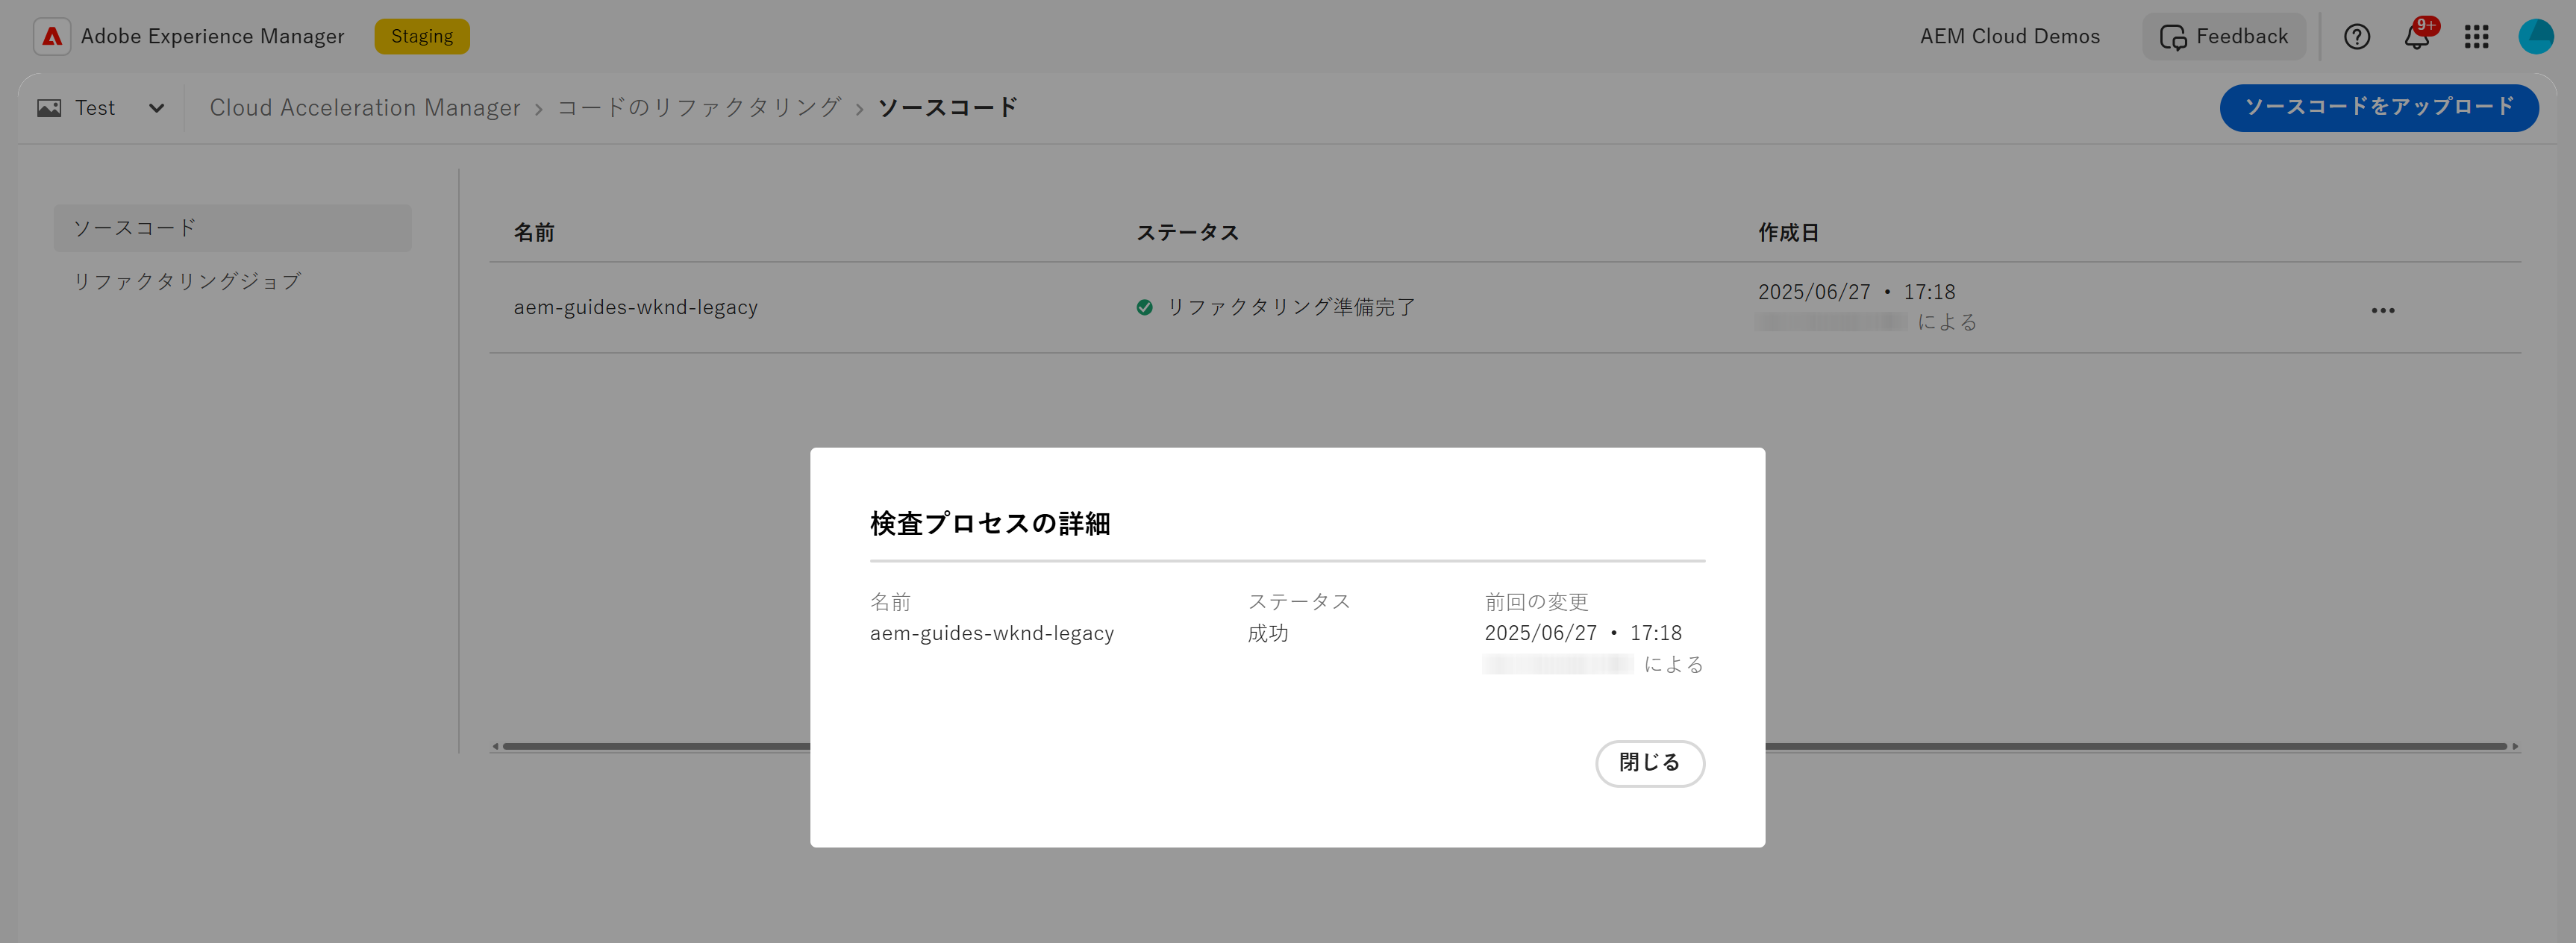 Adobe Experience Manager Staging AEM Cloud Demos Feedback 9+
Test Cloud Acceleration Manager › コードのリファクタリング › ソースコード ソースコードをアップロード
ソースコード
リファクタリングジョブ
名前 ステータス 作成日
aem-guides-wknd-legacy リファクタリング準備完了 2025/06/27 • 17:18
による
検査プロセスの詳細
名前 ステータス 前回の変更
aem-guides-wknd-legacy 成功 2025/06/27 • 17:18
による
閉じる